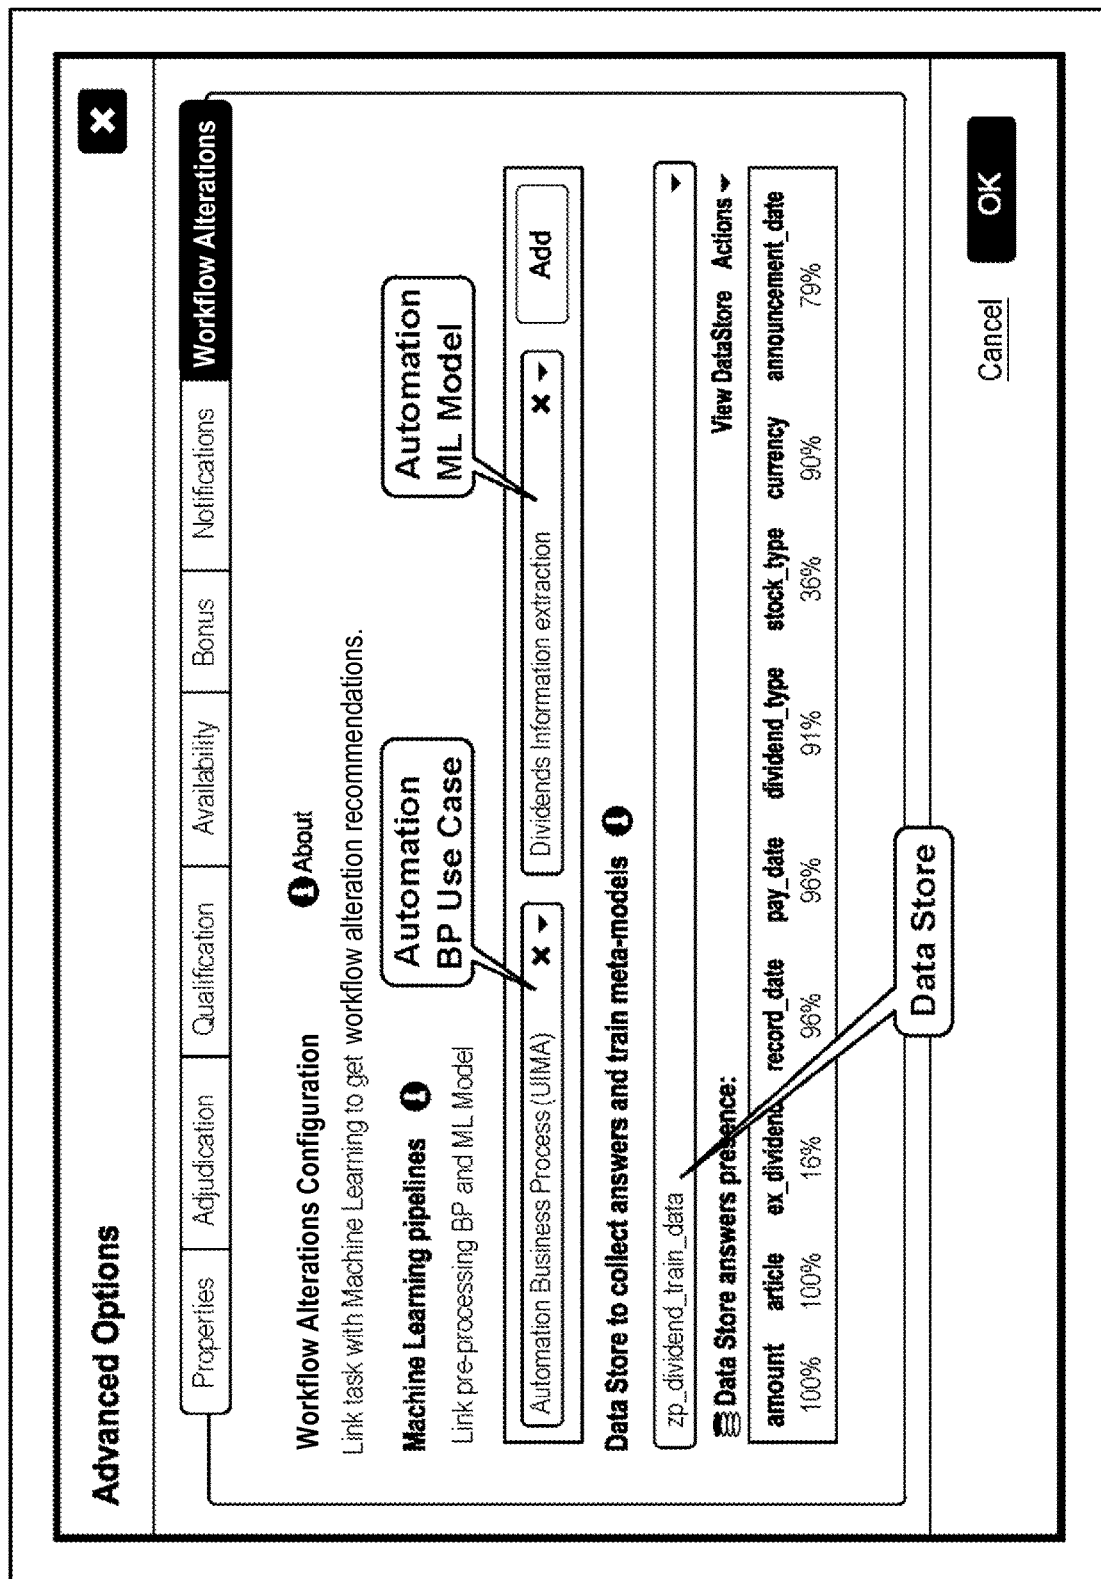 Advanced Options
Properties Adjudication Qualification Availability Bonus Notifications Workflow Alterations
Workflow Alterations Configuration About
Link task with Machine Learning to get workflow alteration recommendations.
Machine Learning pipelines
Link pre-processing BP and ML Model
Automation
BP Use Case
Automation
ML Model
Automation Business Process (UIMA) Dividends Information extraction Add
Data Store to collect answers and train meta-models
zp_dividend_train_data
Data Store answers presence: View DataStore Actions
amount article ex_dividend record_date pay_date dividend_type stock_type currency announcement_date
100% 100% 16% 96% 96% 91% 36% 90% 79%
Data Store
Cancel OK